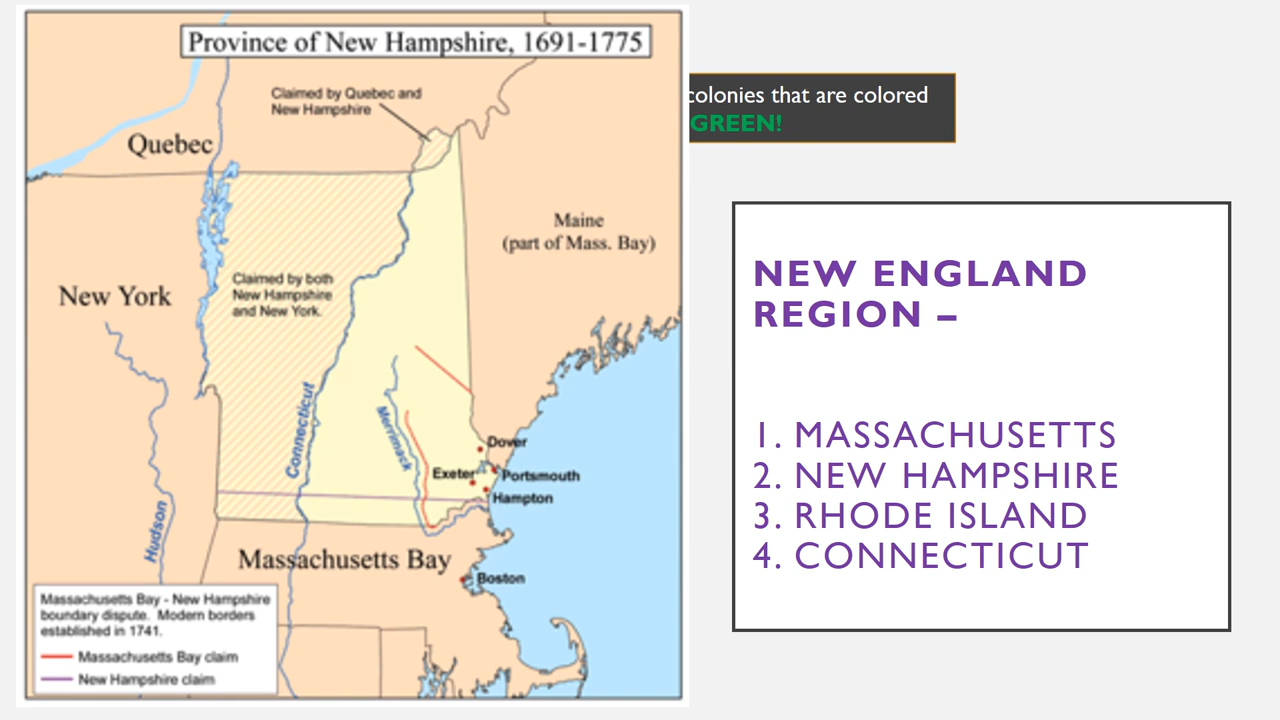 Province of New Hampshire, 1691-1775
Claimed by Quebec and
New Hampshire
Quebec
Maine
(part of Mass. Bay)
New York
Claimed by both
New Hampshire
and New York.
Connecticut
Merrimack
Dover
Exeter
Portsmouth
Hampton
Hudson
Massachusetts Bay
Boston
Massachusetts Bay - New Hampshire
boundary dispute. Modern borders
established in 1741.
Massachusetts Bay claim
New Hampshire claim
colonies that are colored
GREEN!
NEW ENGLAND
REGION –
1. MASSACHUSETTS
2. NEW HAMPSHIRE
3. RHODE ISLAND
4. CONNECTICUT